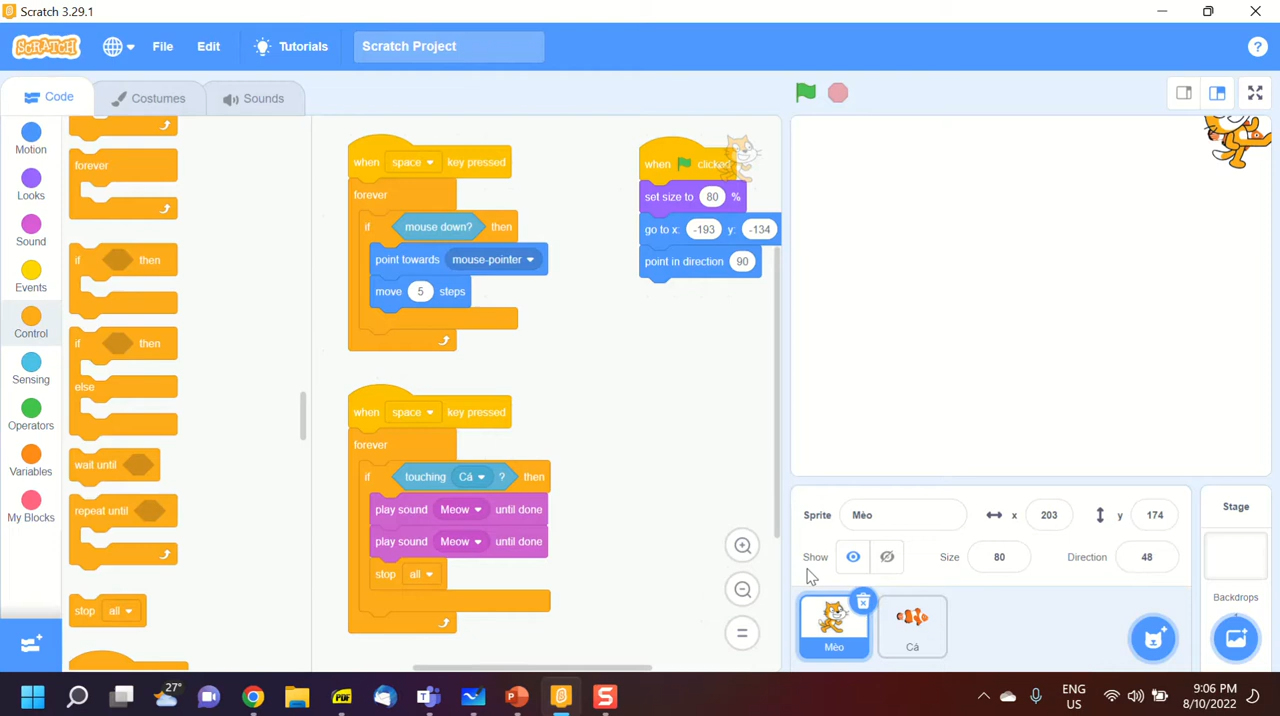 Scratch 3.29.1
SCRATCH
File
Edit
Tutorials
Scratch Project
?
Code
Costumes
Sounds
Motion
Looks
Sound
Events
Control
Sensing
Operators
Variables
My Blocks
forever
if then
if then
else
wait until
repeat until
stop all
when space key pressed
forever
if mouse down? then
point towards mouse-pointer
move 5 steps
when space key pressed
forever
if touching Cá ? then
play sound Meow until done
play sound Meow until done
stop all
when clicked
set size to 80 %
go to x: -193 y: -134
point in direction 90
Sprite Mèo x 203 y 174
Show Size 80 Direction 48
Mèo
Cá
Stage
Backdrops
27°
PDF
ENG
US
9:06 PM
8/10/2022